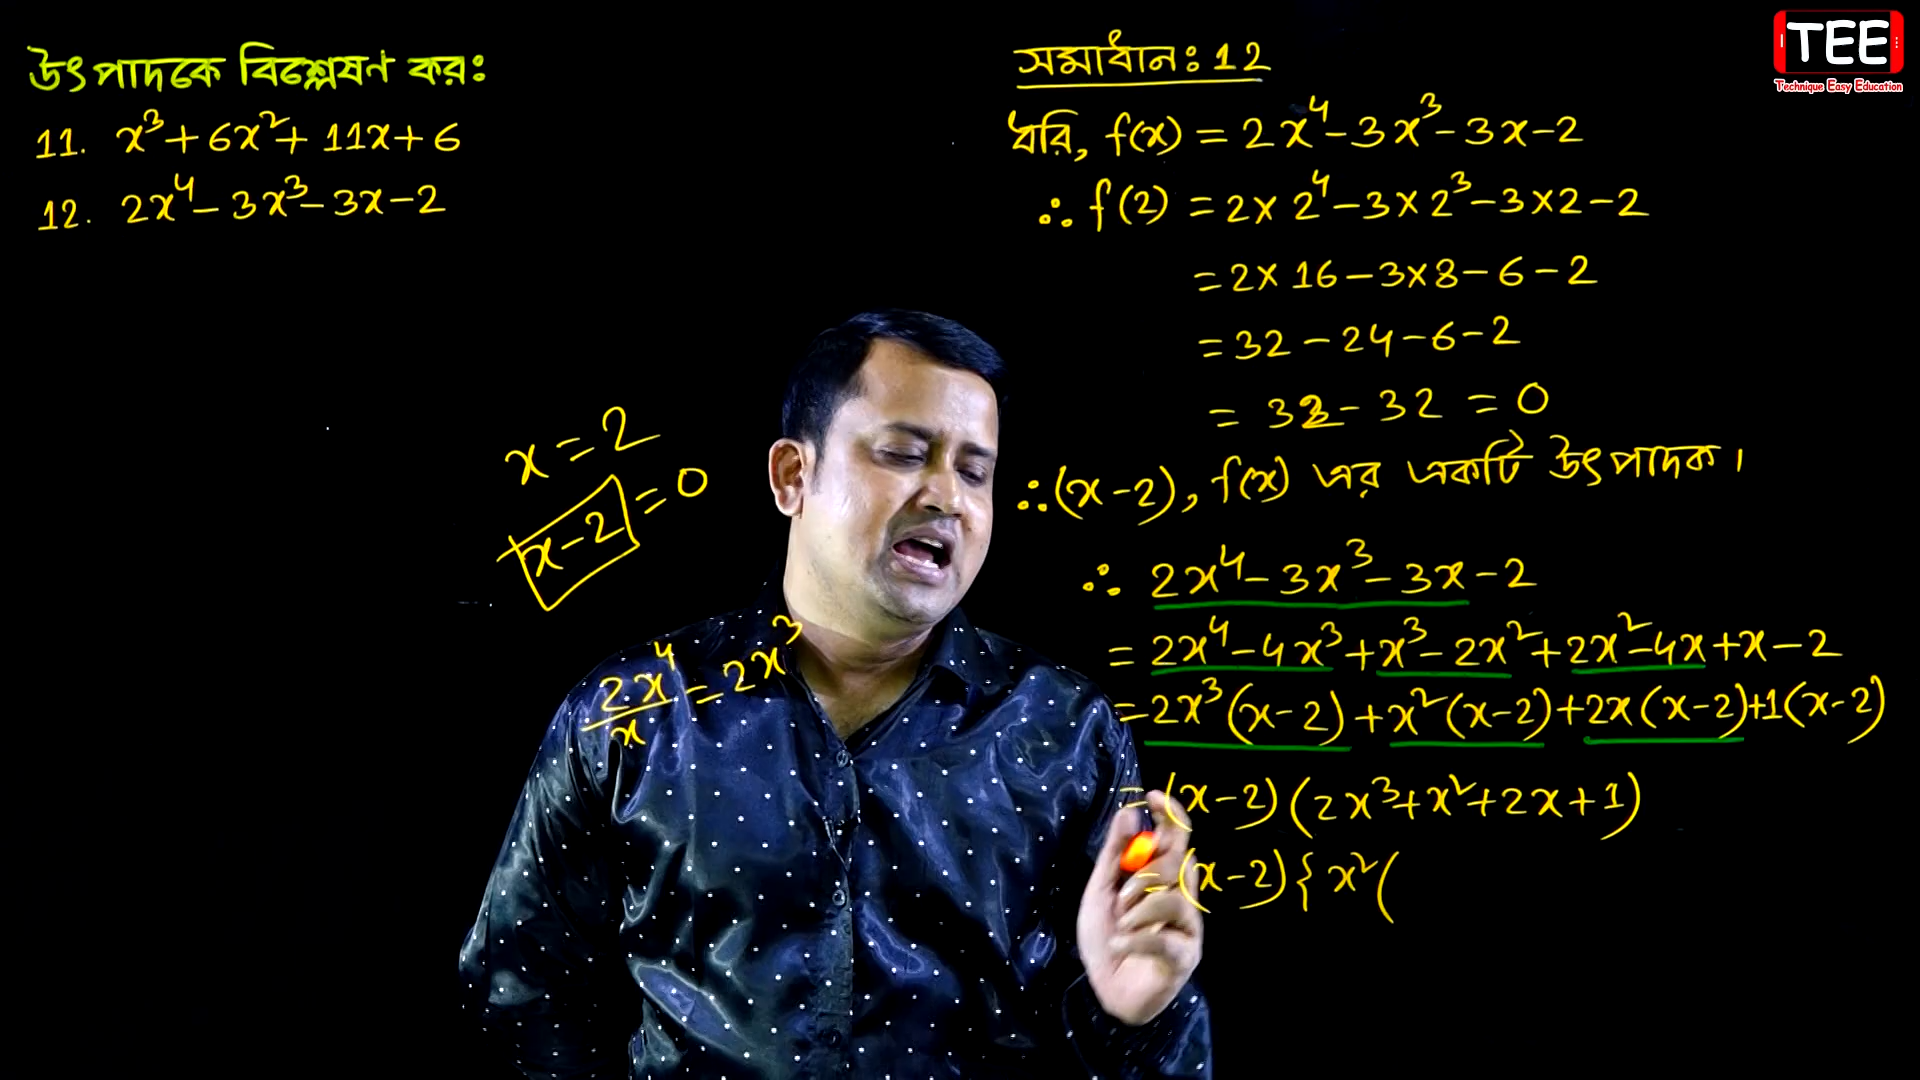 উৎপাদকে বিশ্লেষণ করঃ
11. x³+6x²+11x+6
12. 2x⁴-3x³-3x-2
x=2
x-2=0
2x⁴/x=2x³
সমাধানঃ 12
ধরি, f(x) = 2x⁴-3x³-3x-2
∴ f(2) = 2×2⁴-3×2³-3×2-2
=2×16-3×8-6-2
=32-24-6-2
= 32-32 = 0
∴(x-2), f(x) এর একটি উৎপাদক।
∴ 2x⁴-3x³-3x-2
= 2x⁴-4x³+x³-2x²+2x²-4x+x-2
=2x³(x-2)+x²(x-2)+2x(x-2)+1(x-2)
=(x-2)(2x³+x²+2x+1)
=(x-2){x²(
TEE
Technique Easy Education